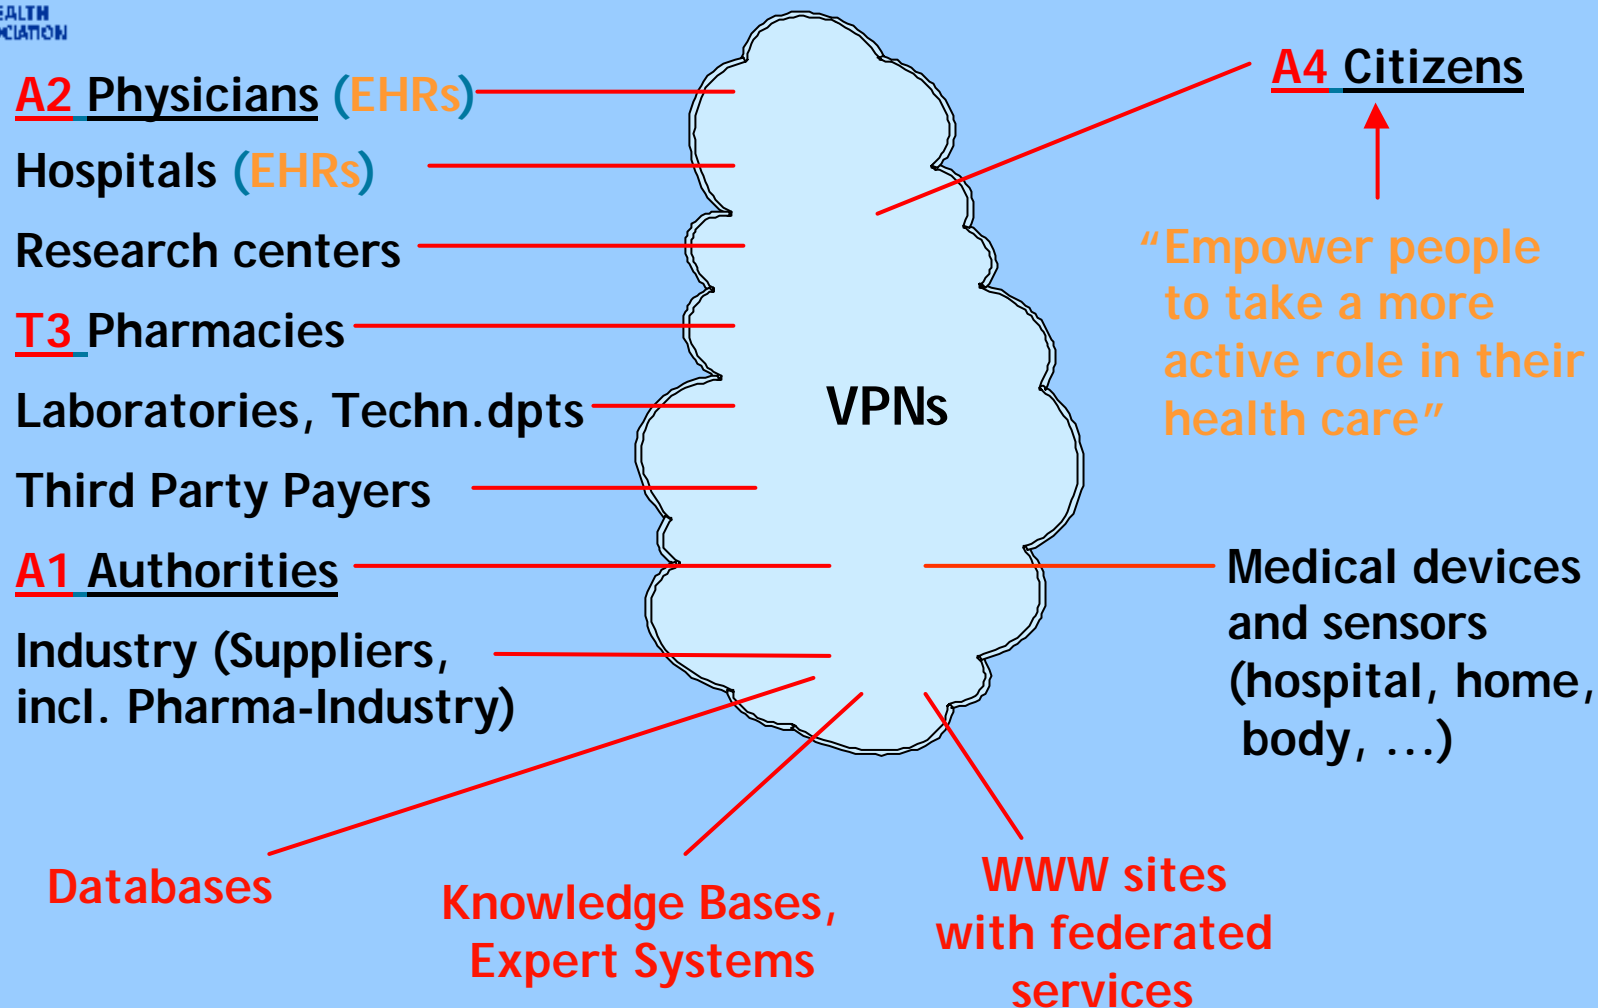 A2 Physicians (EHRs)
Hospitals (EHRs)
Research centers
T3 Pharmacies
Laboratories, Techn.dpts
Third Party Payers
A1 Authorities
Industry (Suppliers,
incl. Pharma-Industry)
VPNs
A4 Citizens
“Empower people
to take a more
active role in their
health care”
Medical devices
and sensors
(hospital, home,
body, ...)
Databases
Knowledge Bases,
Expert Systems
WWW sites
with federated
services